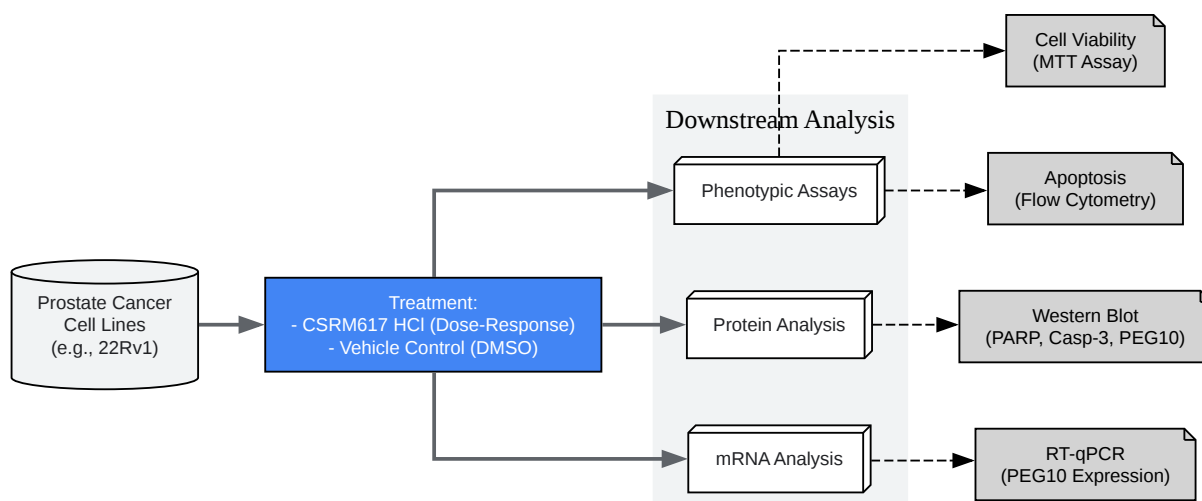 Cell Viability
(MTT Assay)
Downstream Analysis
Phenotypic Assays
Apoptosis
(Flow Cytometry)
Prostate Cancer
Cell Lines
(e.g., 22Rv1)
Treatment:
- CSRM617 HCl (Dose-Response)
- Vehicle Control (DMSO)
Protein Analysis
Western Blot
(PARP, Casp-3, PEG10)
mRNA Analysis
RT-qPCR
(PEG10 Expression)